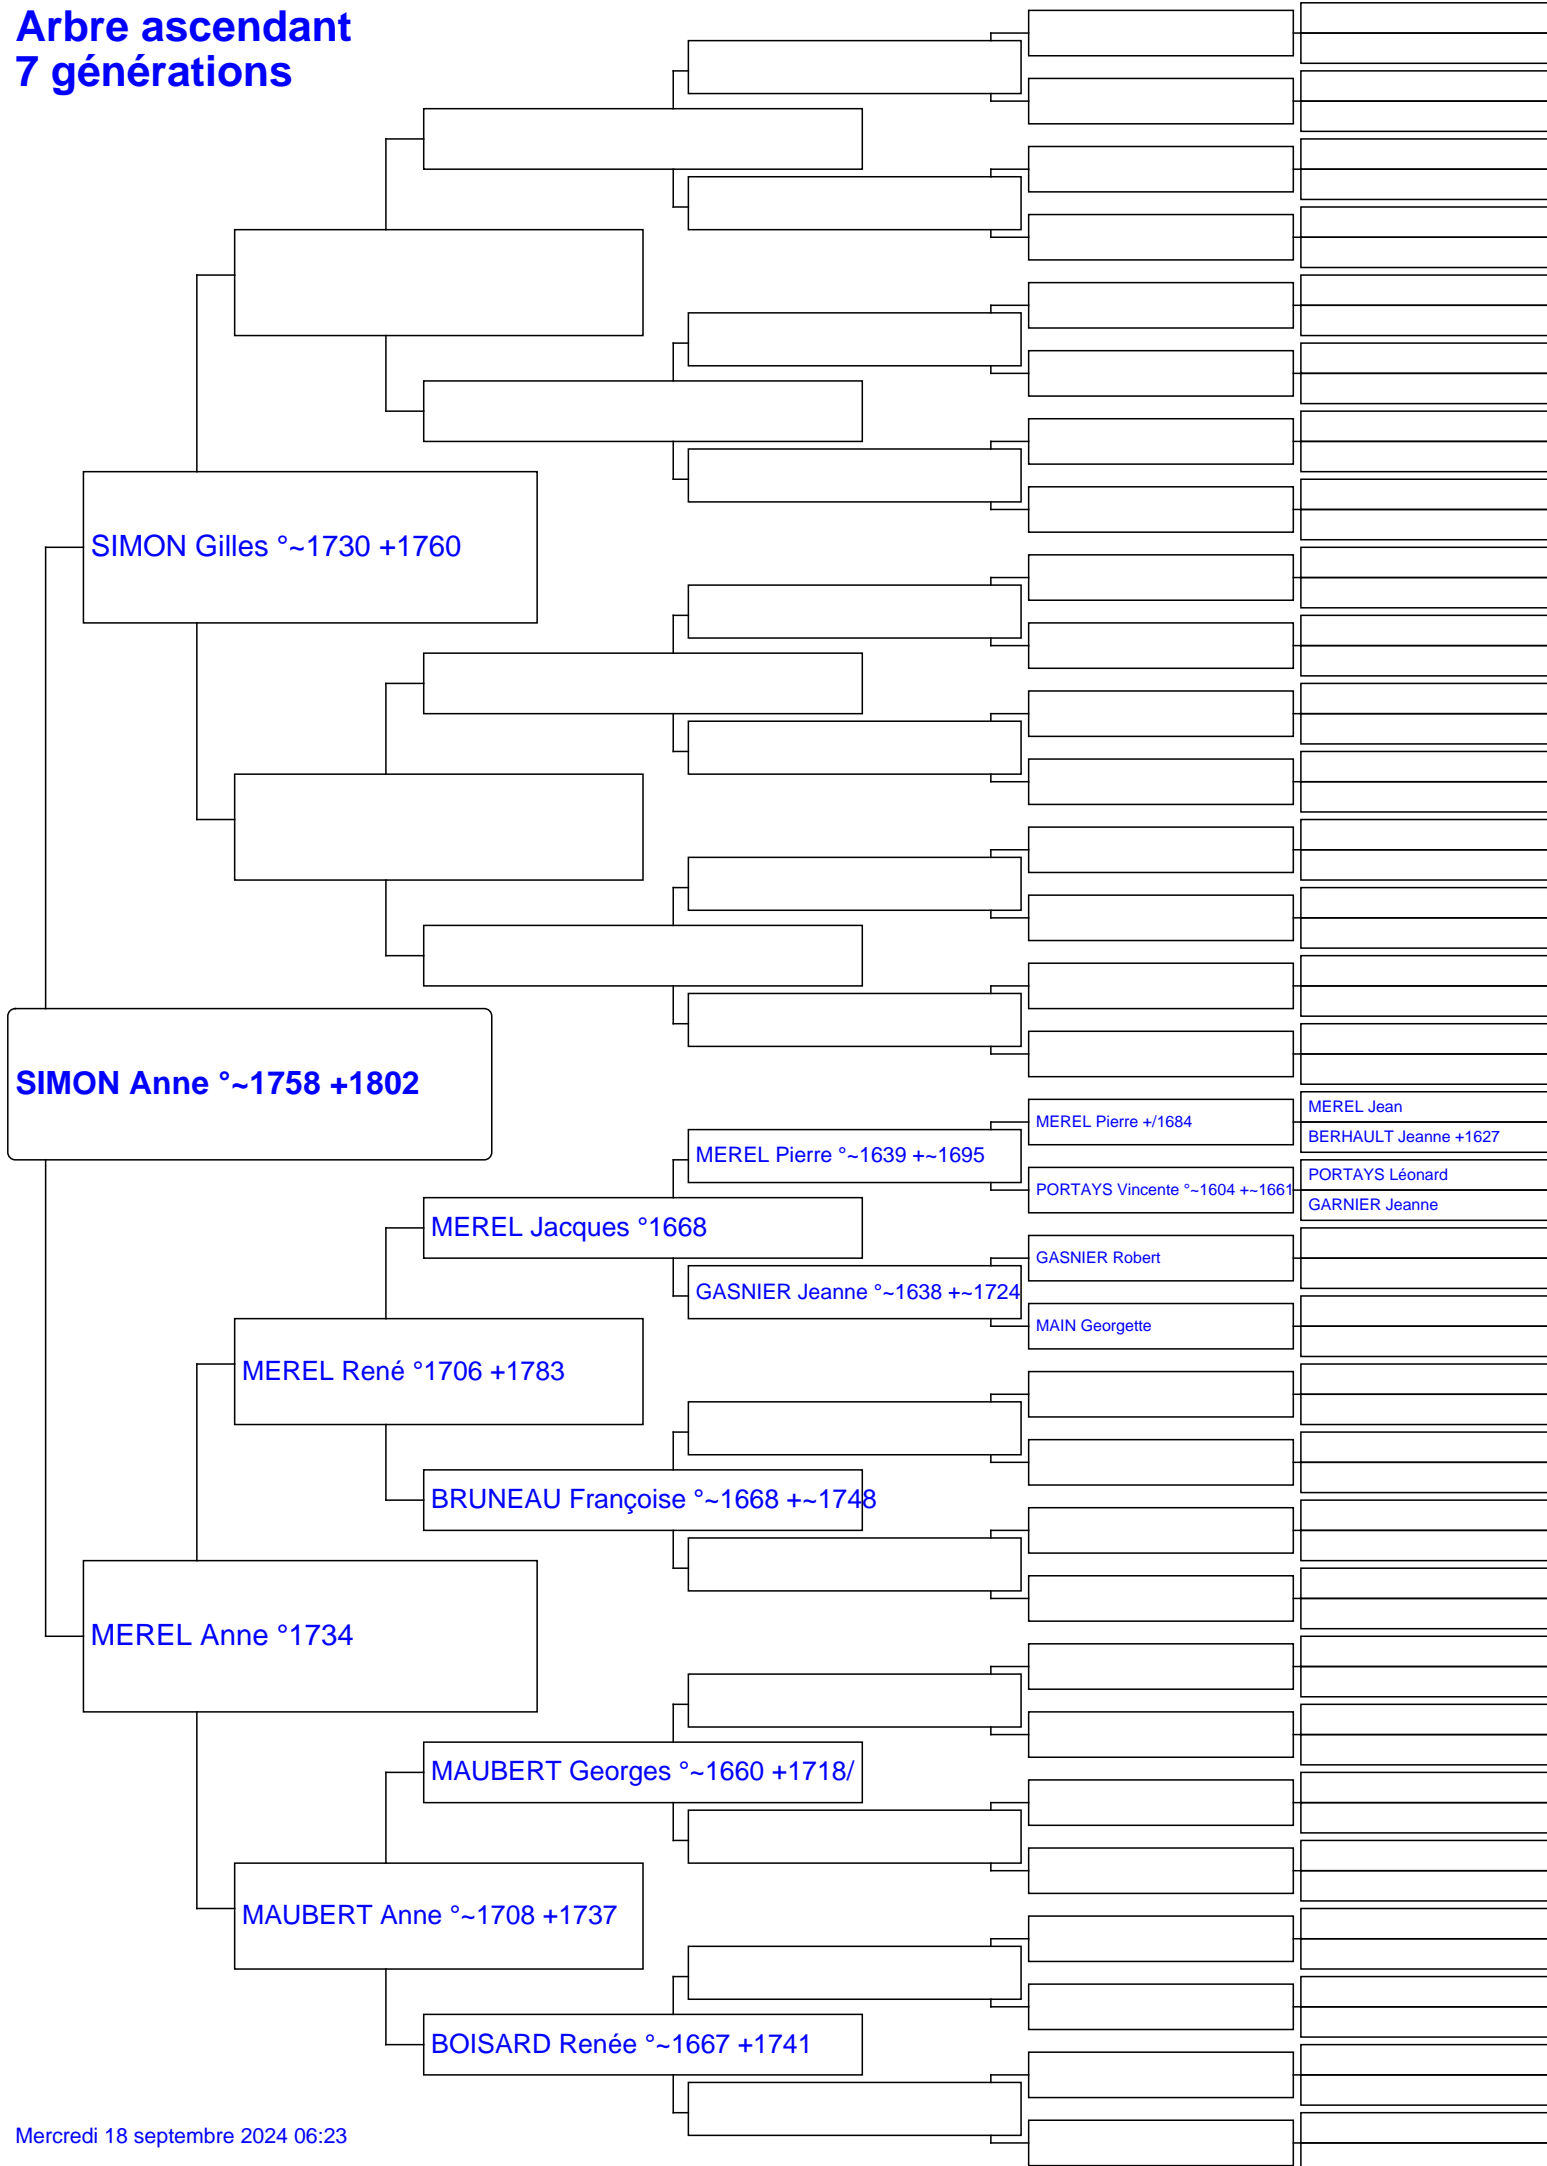 Arbre ascendant
7 générations
SIMON Gilles °~1730 +1760
SIMON Anne °~1758 +1802
MEREL Jean
MEREL Pierre +/1684
BERHAULT Jeanne +1627
MEREL Pierre °~1639 +~1695
PORTAYS Léonard
PORTAYS Vincente °~1604 +~1661
GARNIER Jeanne
MEREL Jacques °1668
GASNIER Robert
GASNIER Jeanne °~1638 +~1724
MAIN Georgette
MEREL René °1706 +1783
BRUNEAU Françoise °~1668 +~1748
MEREL Anne °1734
MAUBERT Georges °~1660 +1718/
MAUBERT Anne °~1708 +1737
BOISARD Renée °~1667 +1741
Mercredi 18 septembre 2024 06:23